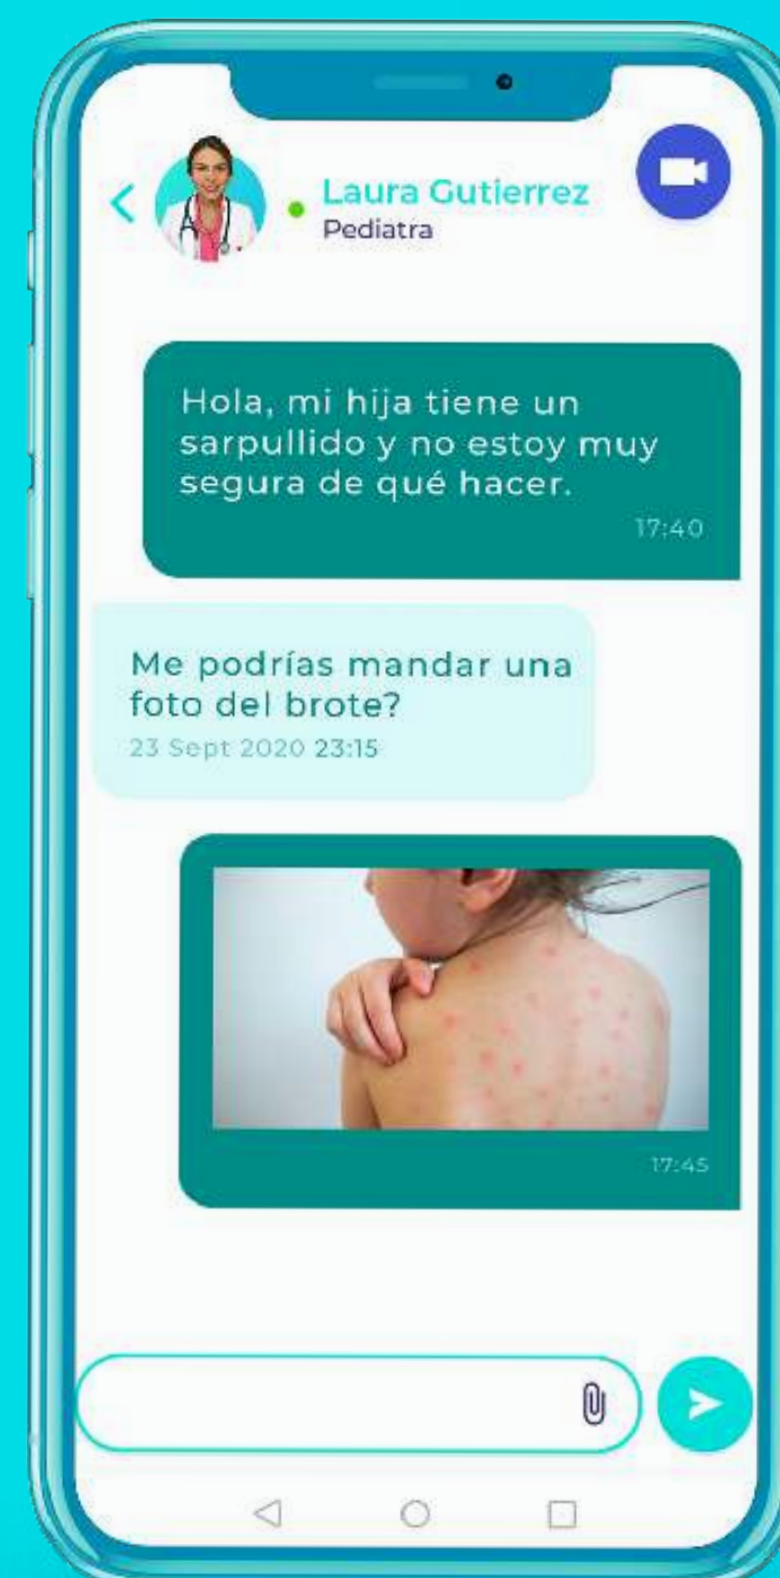 Laura Gutierrez
Pediatra
Hola, mi hija tiene un
sarpullido y no estoy muy
segura de qué hacer.
17:40
Me podrías mandar una
foto del brote?
23 Sept 2020 23:15
17:45